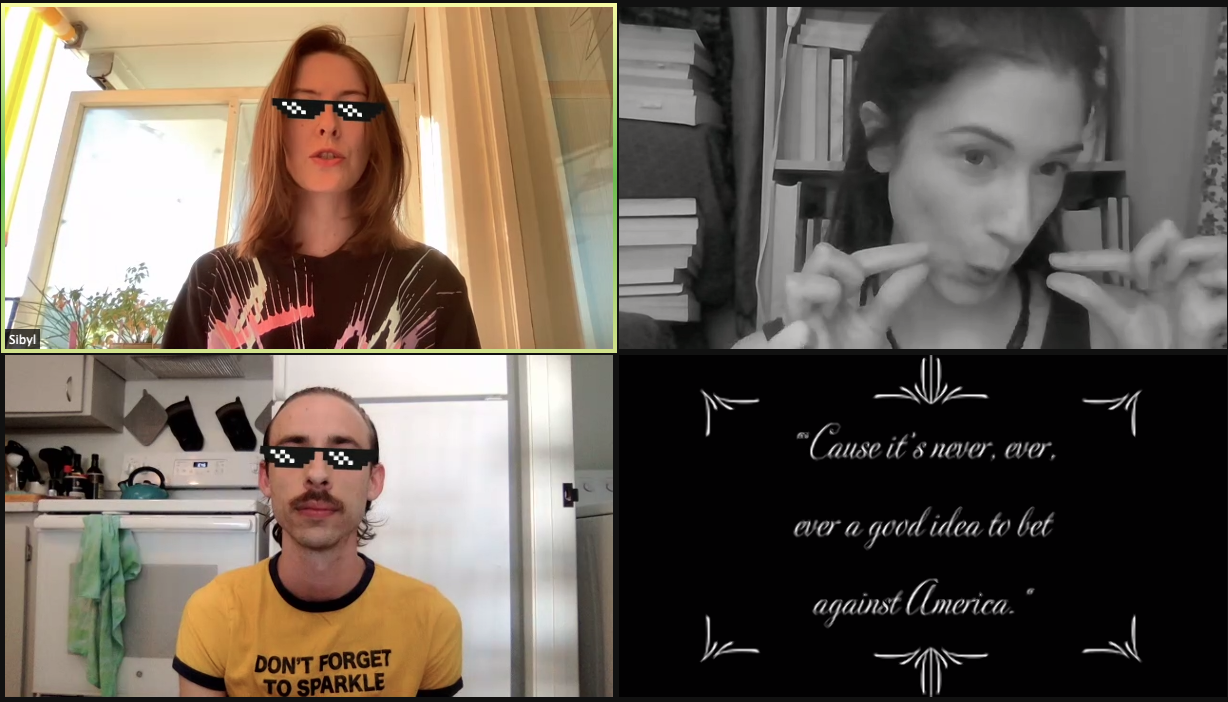 Sibyl
"'Cause it's never, ever,
ever a good idea to bet
against America."
DON'T FORGET
TO SPARKLE